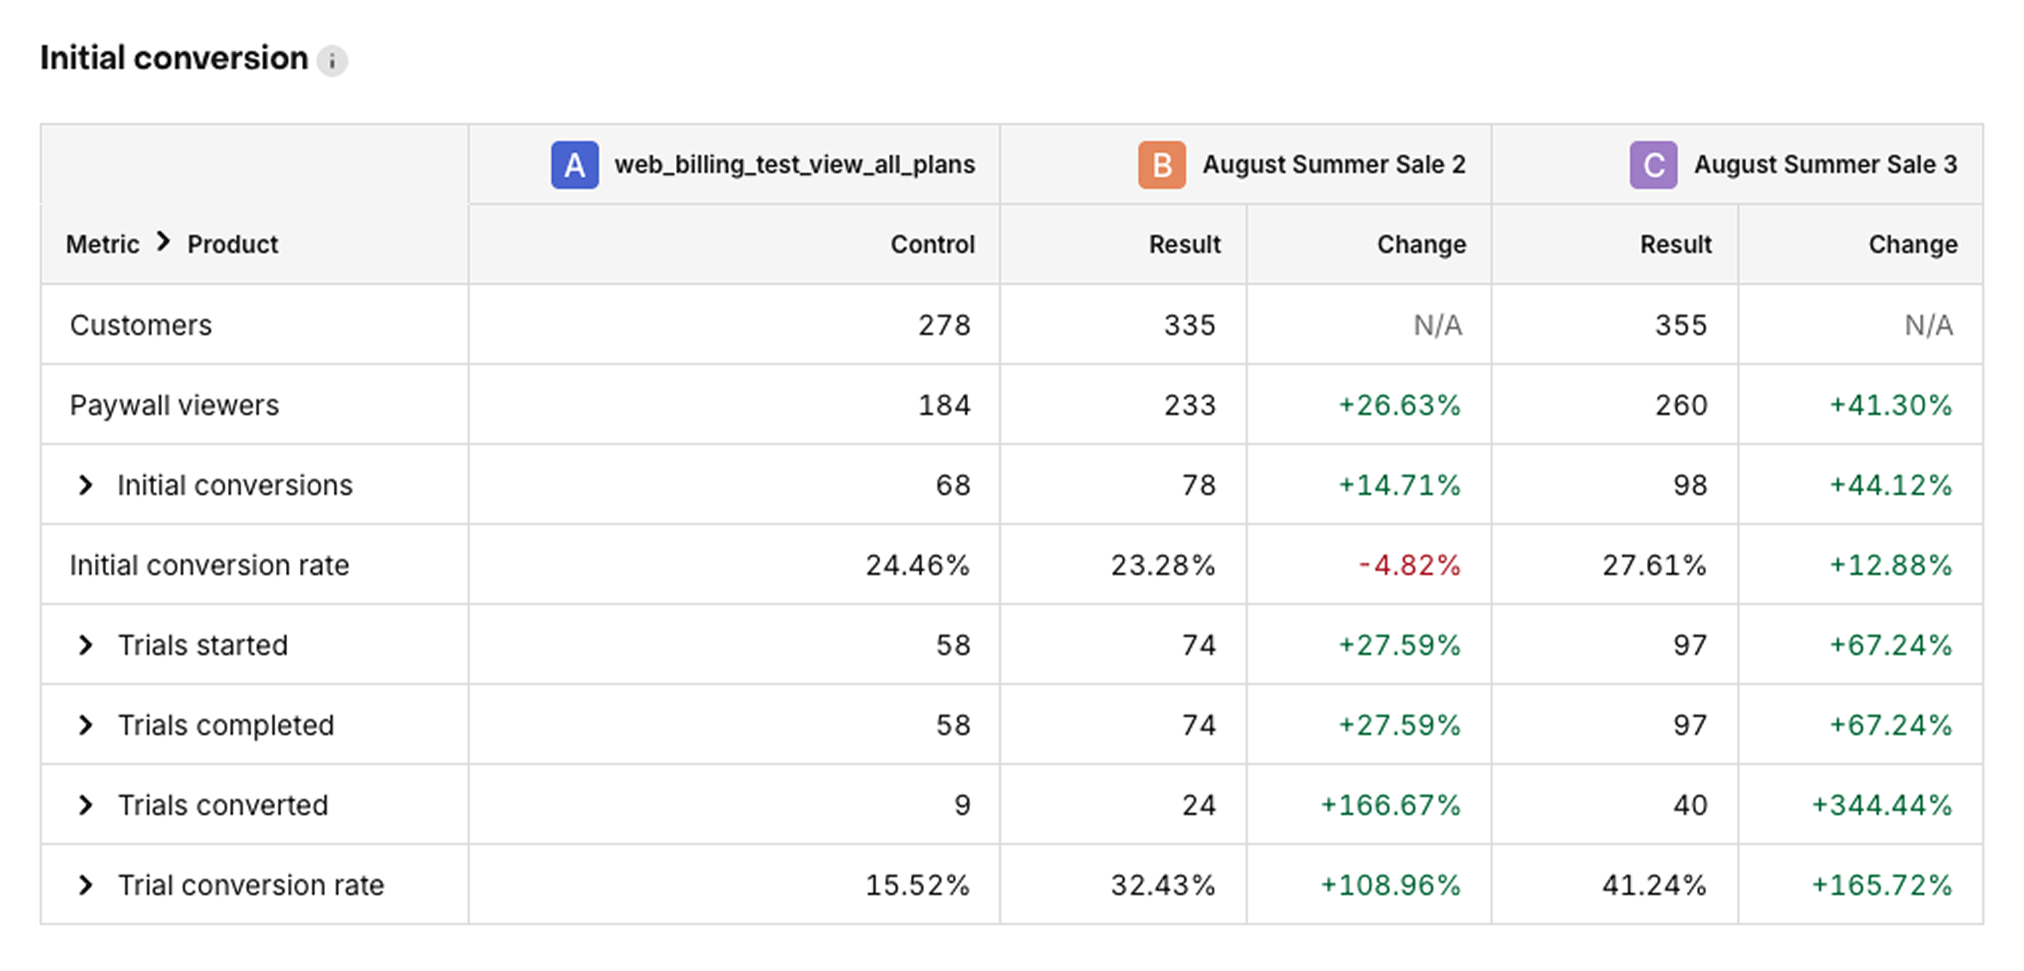 Initial conversion i
A web_billing_test_view_all_plans B August Summer Sale 2 C August Summer Sale 3
Metric > Product Control Result Change Result Change
Customers 278 335 N/A 355 N/A
Paywall viewers 184 233 +26.63% 260 +41.30%
> Initial conversions 68 78 +14.71% 98 +44.12%
Initial conversion rate 24.46% 23.28% -4.82% 27.61% +12.88%
> Trials started 58 74 +27.59% 97 +67.24%
> Trials completed 58 74 +27.59% 97 +67.24%
> Trials converted 9 24 +166.67% 40 +344.44%
> Trial conversion rate 15.52% 32.43% +108.96% 41.24% +165.72%